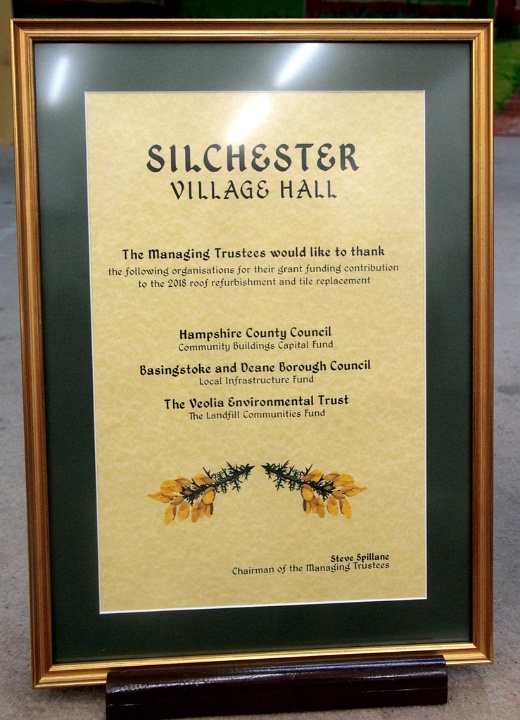 SILCHESTER
VILLAGE HALL
The Managing Trustees would like to thank
the following organisations for their grant funding contribution
to the 2018 roof refurbishment and tile replacement
Hampshire County Council
Community Buildings Capital Fund
Basingstoke and Deane Borough Council
Local Infrastructure Fund
The Veolia Environmental Trust
The Landfill Communities Fund
Steve Spillane
Chairman of the Managing Trustees